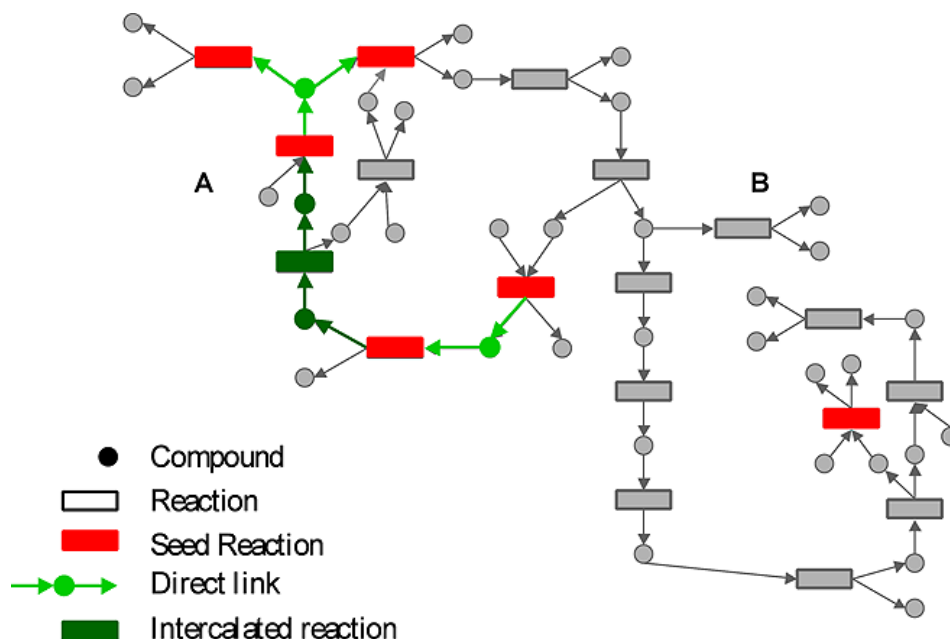 A
B
Compound
Reaction
Seed Reaction
Direct link
Intercalated reaction